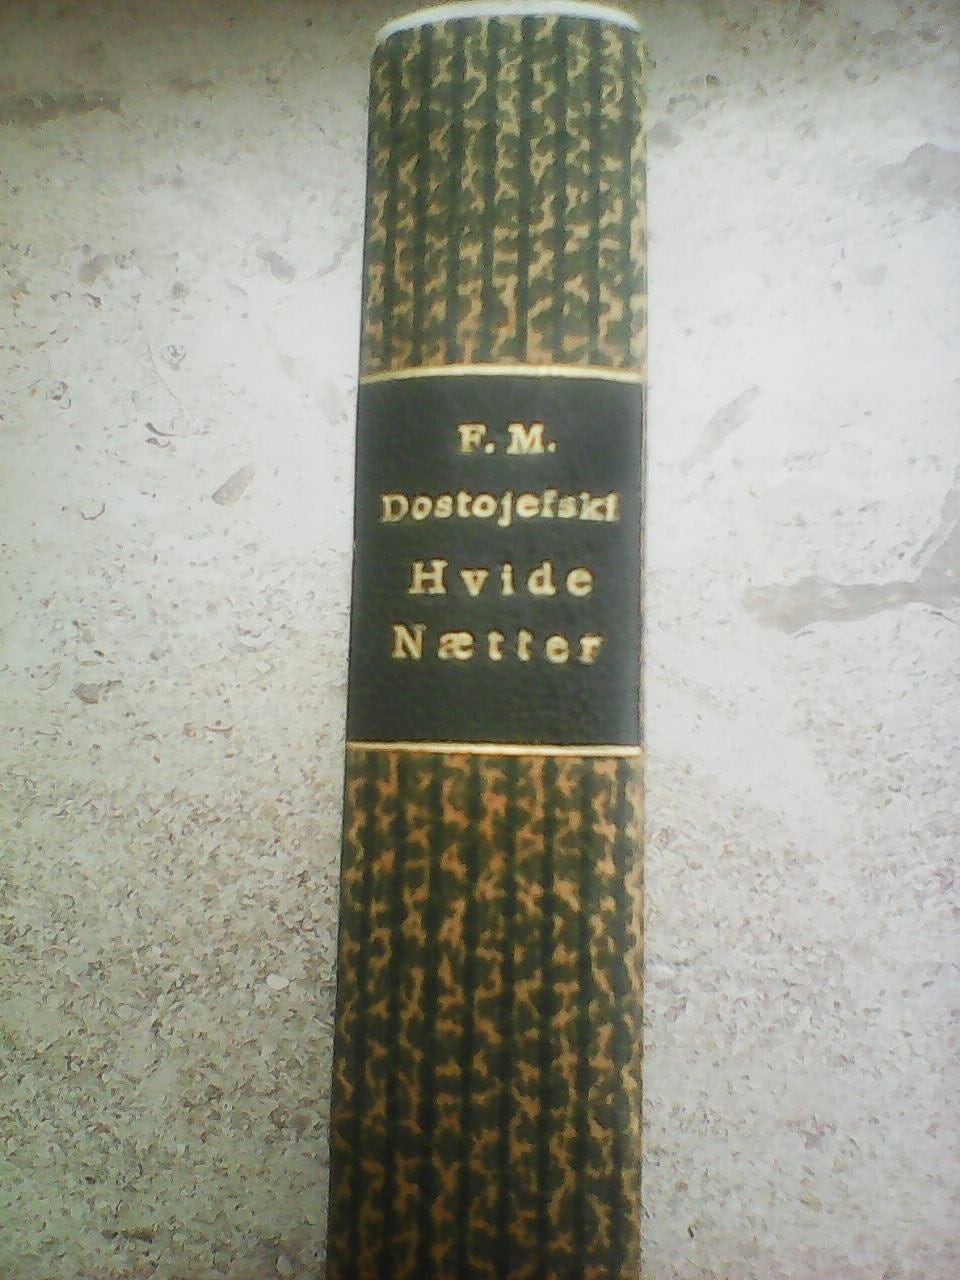 F. M.
Dostojefski
Hvide
Nætter